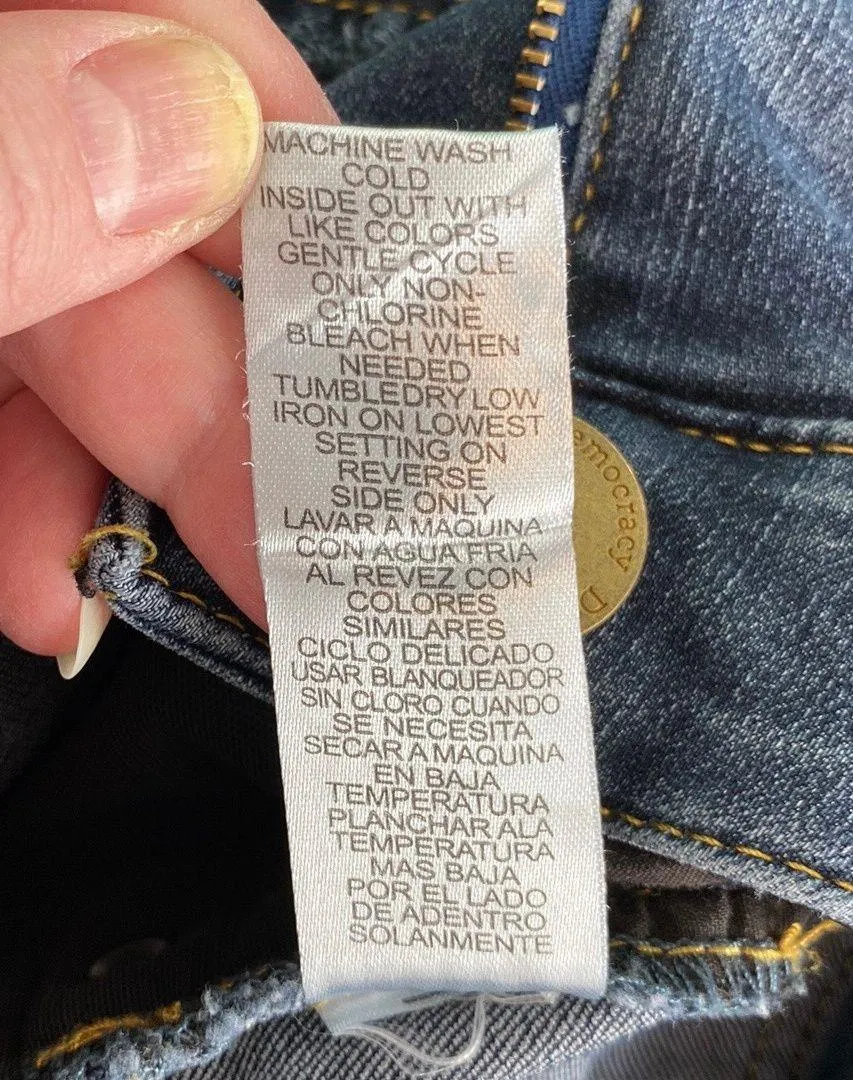 MACHINE WASH
COLD
INSIDE OUT WITH
LIKE COLORS
GENTLE CYCLE
ONLY NON-
CHLORINE
BLEACH WHEN
NEEDED
TUMBLEDRY LOW
IRON ON LOWEST
SETTING ON
REVERSE
SIDE ONLY
LAVAR A MAQUINA
CON AGUA FRIA
AL REVEZ CON
COLORES
SIMILARES
CICLO DELICADO
USAR BLANQUEADOR
SIN CLORO CUANDO
SE NECESITA
SECAR A MAQUINA
EN BAJA
TEMPERATURA
PLANCHAR ALA
TEMPERATURA
MAS BAJA
POR EL LADO
DE ADENTRO
SOLANMENTE
emocracy D